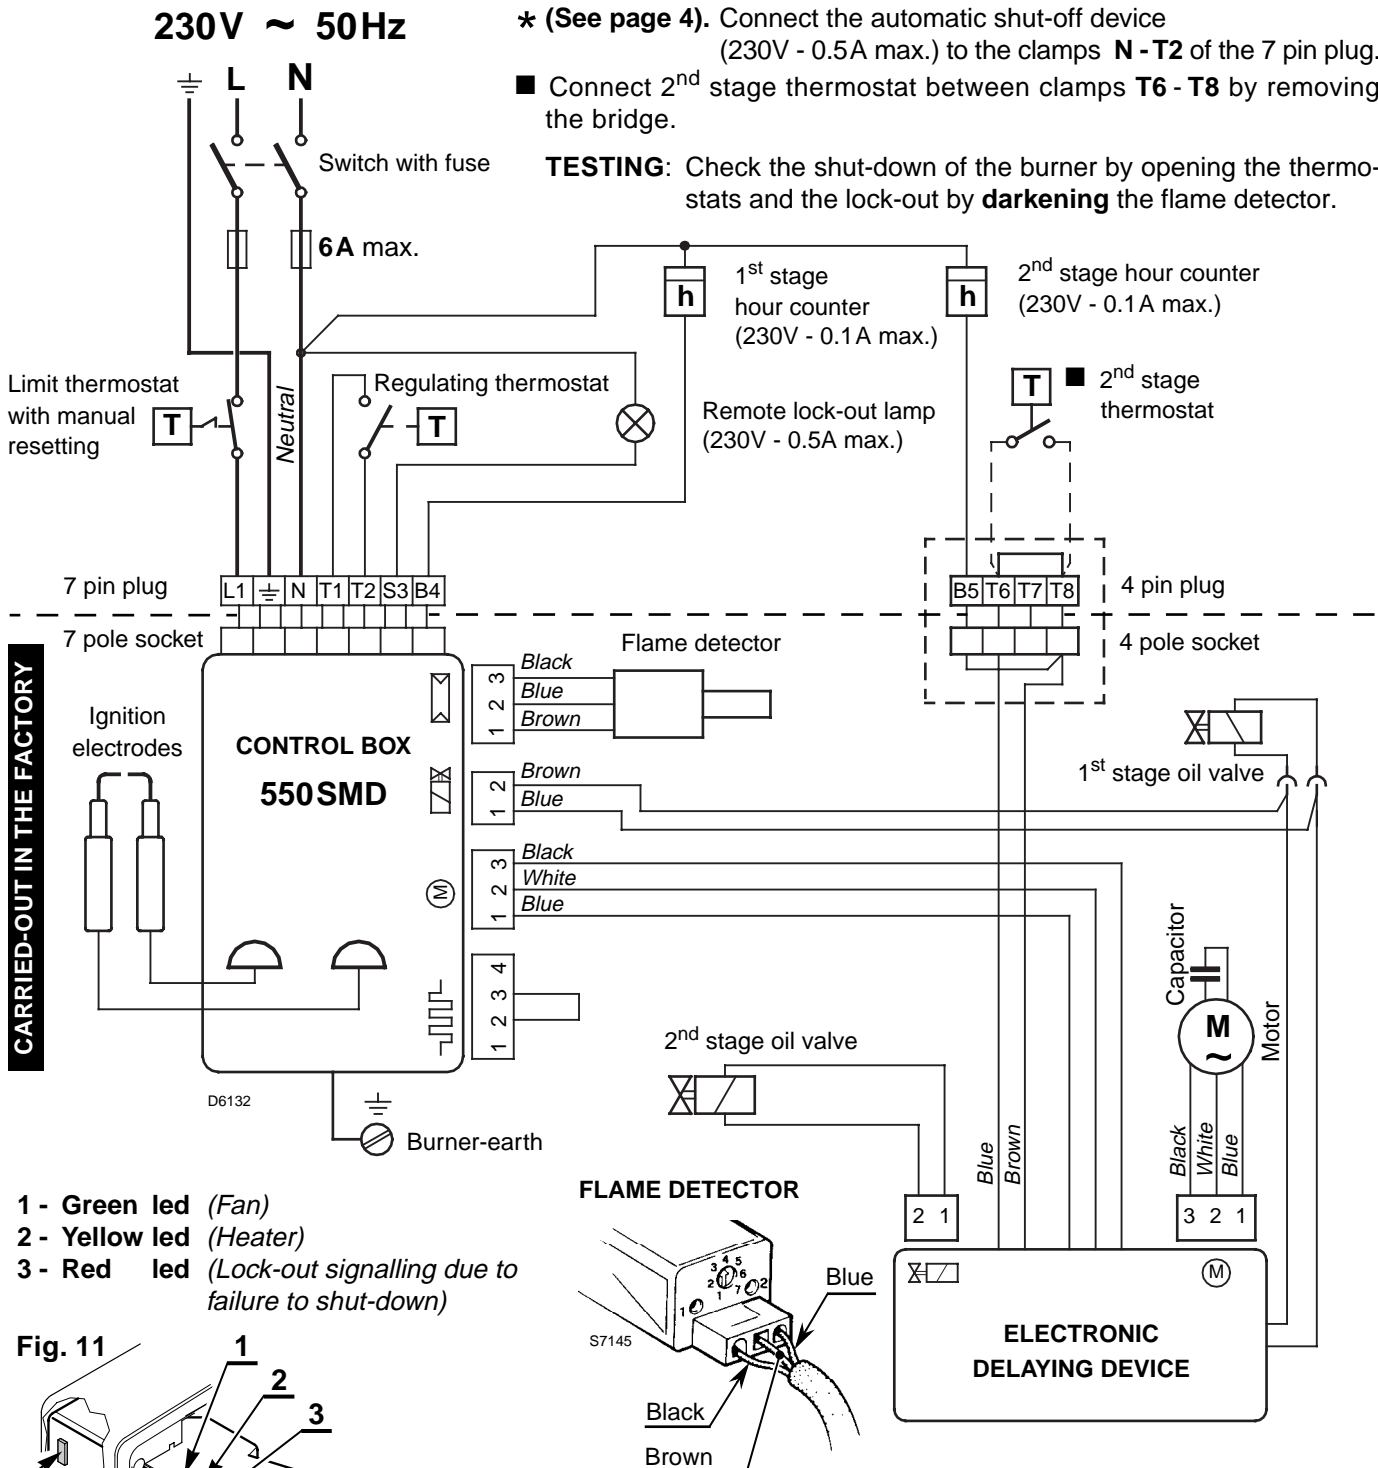 230V ~ 50Hz
L N
Switch with fuse
6A max.
* (See page 4). Connect the automatic shut-off device
(230V - 0.5A max.) to the clamps N - T2 of the 7 pin plug.
■ Connect 2nd stage thermostat between clamps T6 - T8 by removing
the bridge.
TESTING: Check the shut-down of the burner by opening the thermo-
stats and the lock-out by darkening the flame detector.
h
1st stage
hour counter
(230V - 0.1A max.)
h
2nd stage hour counter
(230V - 0.1A max.)
Limit thermostat
with manual
resetting
T
Neutral
Regulating thermostat
T
Remote lock-out lamp
(230V - 0.5A max.)
T ■ 2nd stage
thermostat
7 pin plug
L1 N T1 T2 S3 B4
B5 T6 T7 T8
4 pin plug
7 pole socket
4 pole socket
CARRIED-OUT IN THE FACTORY
Ignition
electrodes
CONTROL BOX
550SMD
3 2 1
Black
Blue
Brown
Flame detector
2 1
Brown
Blue
1st stage oil valve
M
3 2 1
Black
White
Blue
4 3 2 1
D6132
Burner-earth
2nd stage oil valve
2 1
Blue
Brown
Capacitor
M
~
Motor
Black
White
Blue
3 2 1
M
ELECTRONIC
DELAYING DEVICE
1 - Green led (Fan)
2 - Yellow led (Heater)
3 - Red led (Lock-out signalling due to
failure to shut-down)
Fig. 11
1
2
3
FLAME DETECTOR
1 2 3 4 5 6 7
1 2
S7145
Blue
Black
Brown